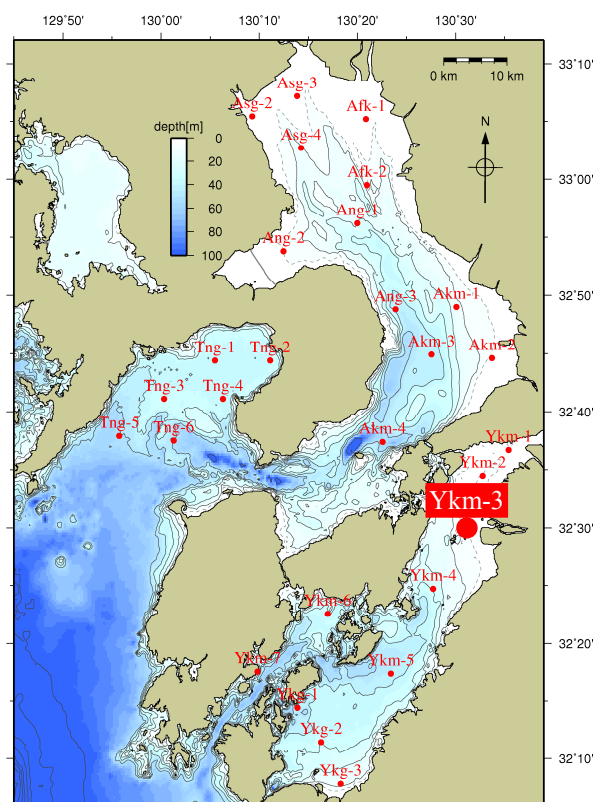 129˚50' 130˚00' 130˚10' 130˚20' 130˚30'
33˚10'
0 km 10 km
Asg-3
Asg-2
Afk-1
depth[m]
0
20
40
60
80
100
N
Asg-4
33˚00'
Afk-2
Ang-1
Ang-2
32˚50'
Ang-3
Akm-1
Akm-3
Akm-2
Tng-1
Tng-2
Tng-3
Tng-4
32˚40'
Tng-5
Tng-6
Akm-4
Ykm-1
Ykm-2
Ykm-3
32˚30'
Ykm-4
Ykm-6
32˚20'
Ykm-7
Ykm-5
Ykg-1
Ykg-2
32˚10'
Ykg-3